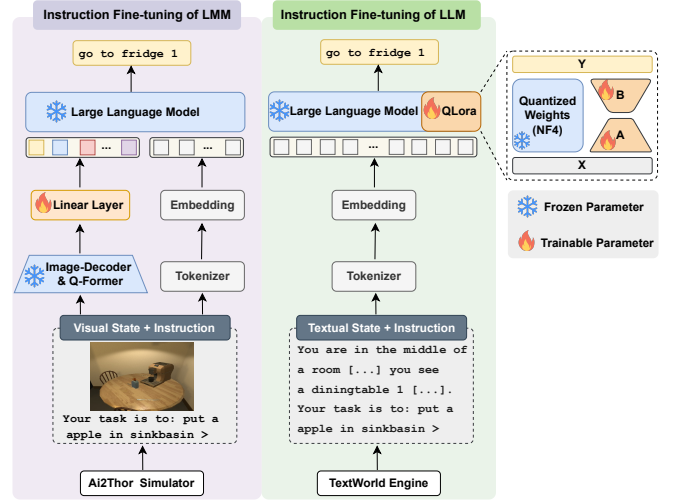 Instruction Fine-tuning of LMM
go to fridge 1
Large Language Model
...
...
Linear Layer
Embedding
Image-Decoder
& Q-Former
Tokenizer
Visual State + Instruction
Your task is to: put a
apple in sinkbasin >
Ai2Thor Simulator
Instruction Fine-tuning of LLM
go to fridge 1
Large Language Model
QLora
...
Embedding
Tokenizer
Textual State + Instruction
You are in the middle of
a room [...] you see
a diningtable 1 [...].
Your task is to: put a
apple in sinkbasin >
TextWorld Engine
Y
Quantized
Weights
(NF4)
B
A
X
Frozen Parameter
Trainable Parameter